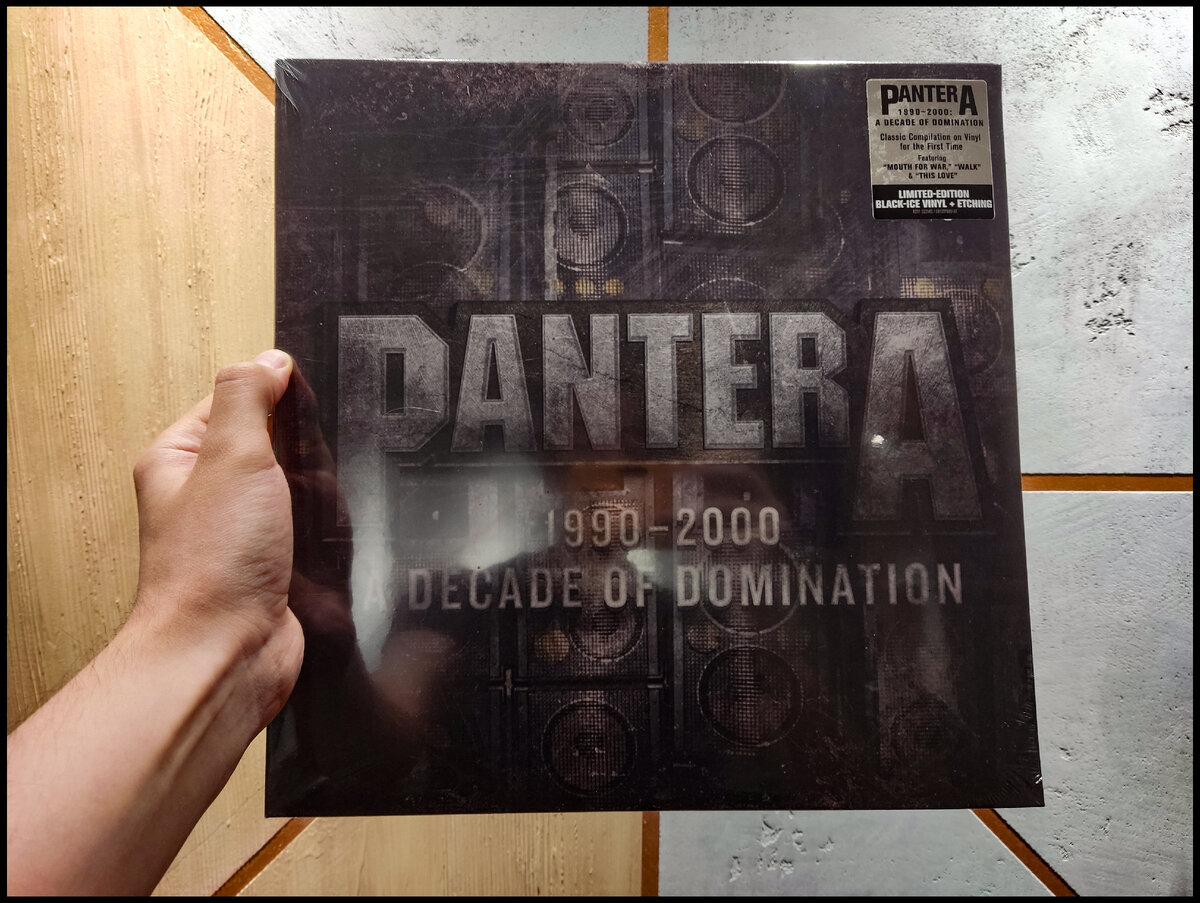 PANTERA
1990-2000:
A DECADE OF DOMINATION
Classic Compilation on Vinyl
for the First Time
Featuring
"MOUTH FOR WAR," "WALK"
& "THIS LOVE"
LIMITED-EDITION
BLACK-ICE VINYL + ETCHING
PANTERA
1990–2000
A DECADE OF DOMINATION